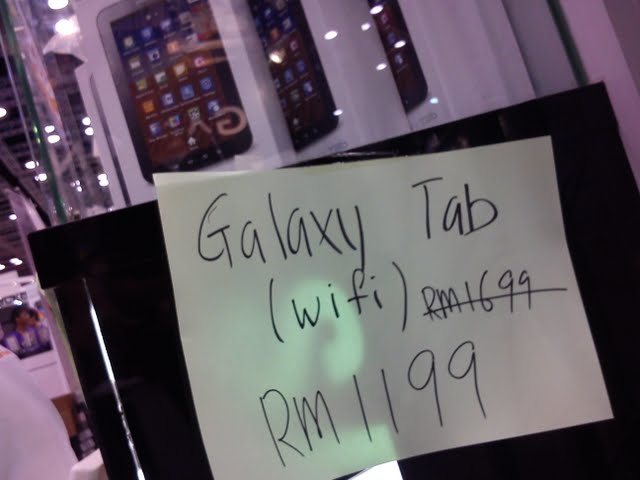 Galaxy Tab
(wifi) RM1699
RM1199